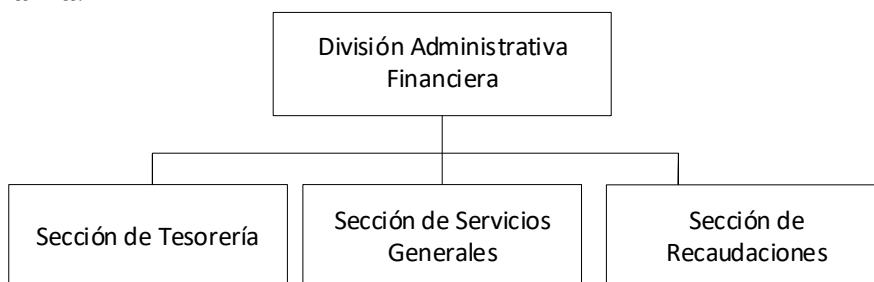 División Administrativa
Financiera
Sección de Tesorería
Sección de Servicios
Generales
Sección de
Recaudaciones